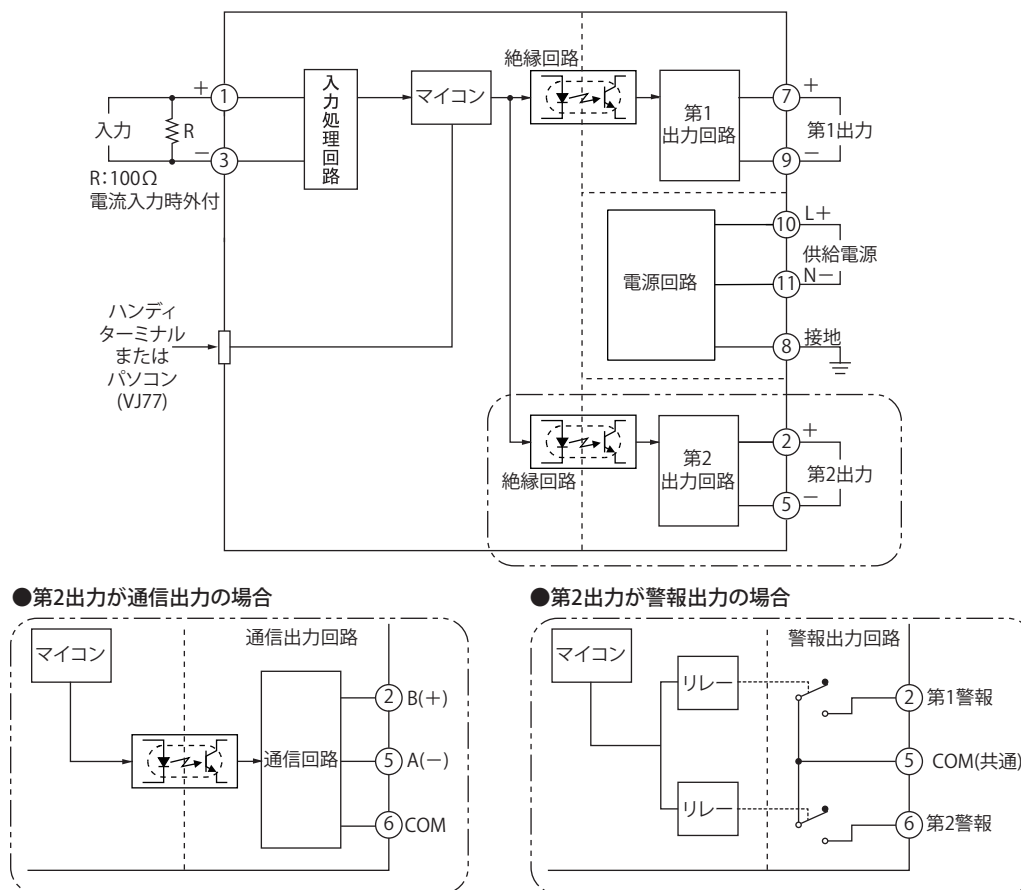 絶縁回路
入力処理回路
マイコン
第1
出力回路
+
①
入力
R
−
③
R：100Ω
電流入力時外付
⑦
+
第1出力
⑨
−
電源回路
⑩
L+
供給電源
⑪
N−
⑧
接地
ハンディ
ターミナル
または
パソコン
(VJ77)
絶縁回路
第2
出力回路
②
+
第2出力
⑤
−
●第2出力が通信出力の場合
マイコン
通信出力回路
通信回路
② B(+)
⑤ A(−)
⑥ COM
●第2出力が警報出力の場合
マイコン
警報出力回路
リレー
リレー
② 第1警報
⑤ COM(共通)
⑥ 第2警報